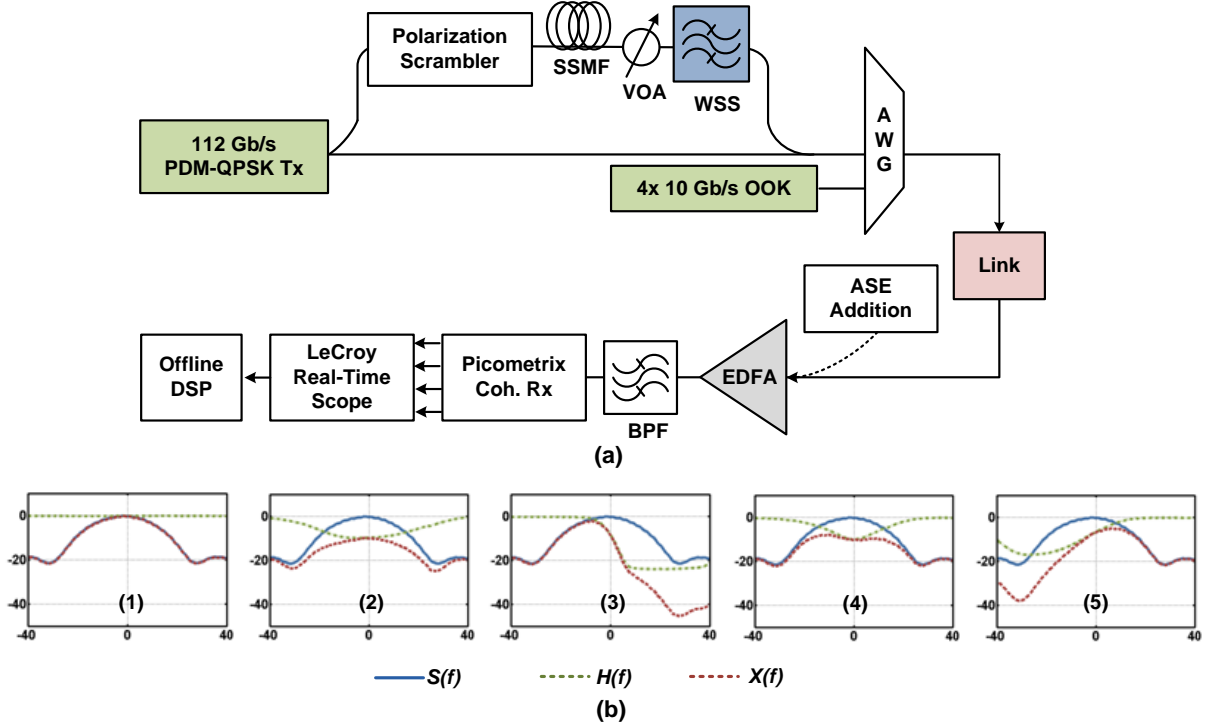 Polarization
Scrambler
SSMF
VOA
WSS
112 Gb/s
PDM-QPSK Tx
4x 10 Gb/s OOK
A
W
G
Link
ASE
Addition
Offline
DSP
LeCroy
Real-Time
Scope
Picometrix
Coh. Rx
BPF
EDFA
(a)
0
-20
-40
(1)
-40
0
40
0
-20
-40
(2)
-40
0
40
0
-20
-40
(3)
-40
0
40
0
-20
-40
(4)
-40
0
40
0
-20
-40
(5)
-40
0
40
S(f)
H(f)
X(f)
(b)